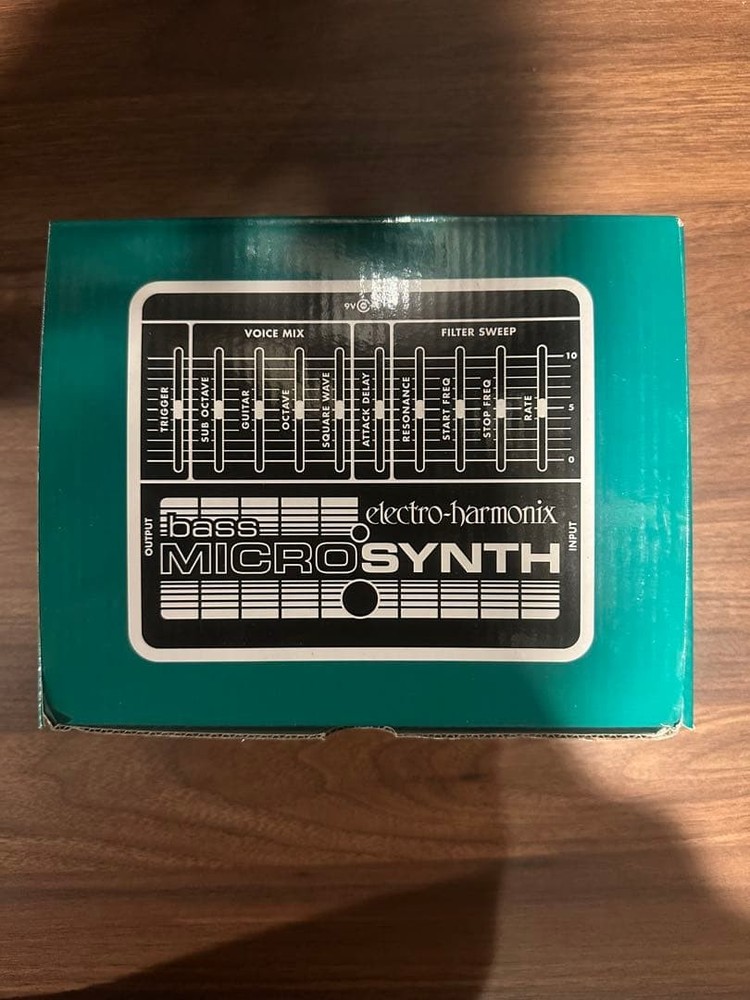 9V
VOICE MIX
FILTER SWEEP
TRIGGER
SUB OCTAVE
GUITAR
OCTAVE
SQUARE WAVE
ATTACK DELAY
RESONANCE
START FREQ
STOP FREQ
RATE
10
5
0
OUTPUT
electro-harmonix
INPUT
bass
MICROSYNTH